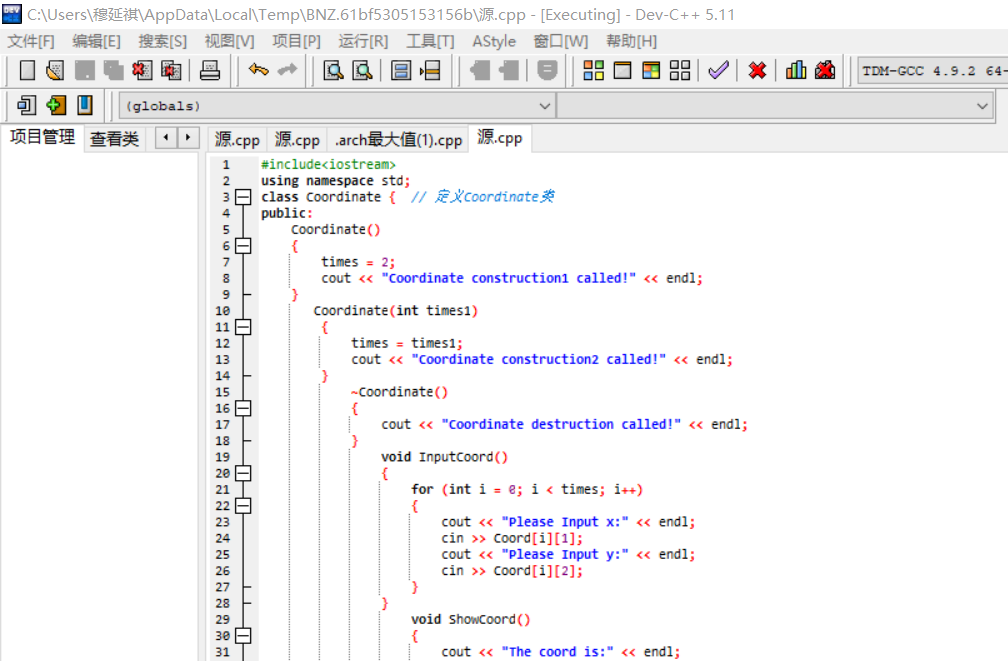 C:\Users\穆延祺\AppData\Local\Temp\BNZ.61bf5305153156b\源.cpp - [Executing] - Dev-C++ 5.11
文件[F] 编辑[E] 搜索[S] 视图[V] 项目[P] 运行[R] 工具[T] AStyle 窗口[W] 帮助[H]
TDM-GCC 4.9.2 64-
(globals)
项目管理 查看类 源.cpp 源.cpp .arch最大值(1).cpp 源.cpp
1 #include<iostream>
2 using namespace std;
3 class Coordinate { // 定义Coordinate类
4 public:
5 Coordinate()
6 {
7 times = 2;
8 cout << "Coordinate construction1 called!" << endl;
9 }
10 Coordinate(int times1)
11 {
12 times = times1;
13 cout << "Coordinate construction2 called!" << endl;
14 }
15 ~Coordinate()
16 {
17 cout << "Coordinate destruction called!" << endl;
18 }
19 void InputCoord()
20 {
21 for (int i = 0; i < times; i++)
22 {
23 cout << "Please Input x:" << endl;
24 cin >> Coord[i][1];
25 cout << "Please Input y:" << endl;
26 cin >> Coord[i][2];
27 }
28 }
29 void ShowCoord()
30 {
31 cout << "The coord is:" << endl;